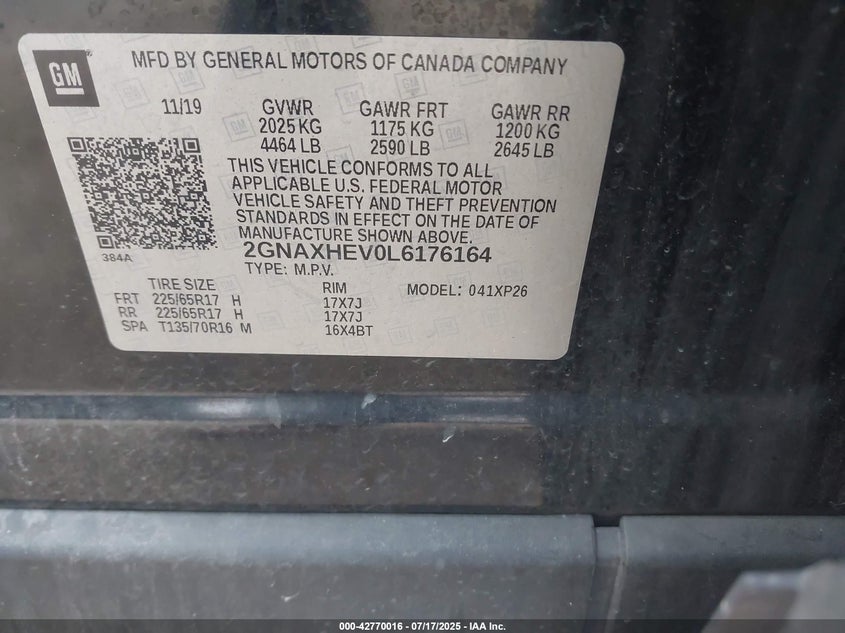 GM
MFD BY GENERAL MOTORS OF CANADA COMPANY
11/19 GVWR GAWR FRT GAWR RR
2025 KG 1175 KG 1200 KG
4464 LB 2590 LB 2645 LB
THIS VEHICLE CONFORMS TO ALL
APPLICABLE U.S. FEDERAL MOTOR
VEHICLE SAFETY AND THEFT PREVENTION
STANDARDS IN EFFECT ON THE DATE OF
MANUFACTURE SHOWN ABOVE.
384A
2GNAXHEV0L6176164
TYPE: M.P.V.
TIRE SIZE RIM MODEL: 041XP26
FRT 225/65R17 H 17X7J
RR 225/65R17 H 17X7J
SPA T135/70R16 M 16X4BT
000-42770016 - 07/17/2025 - IAA Inc.